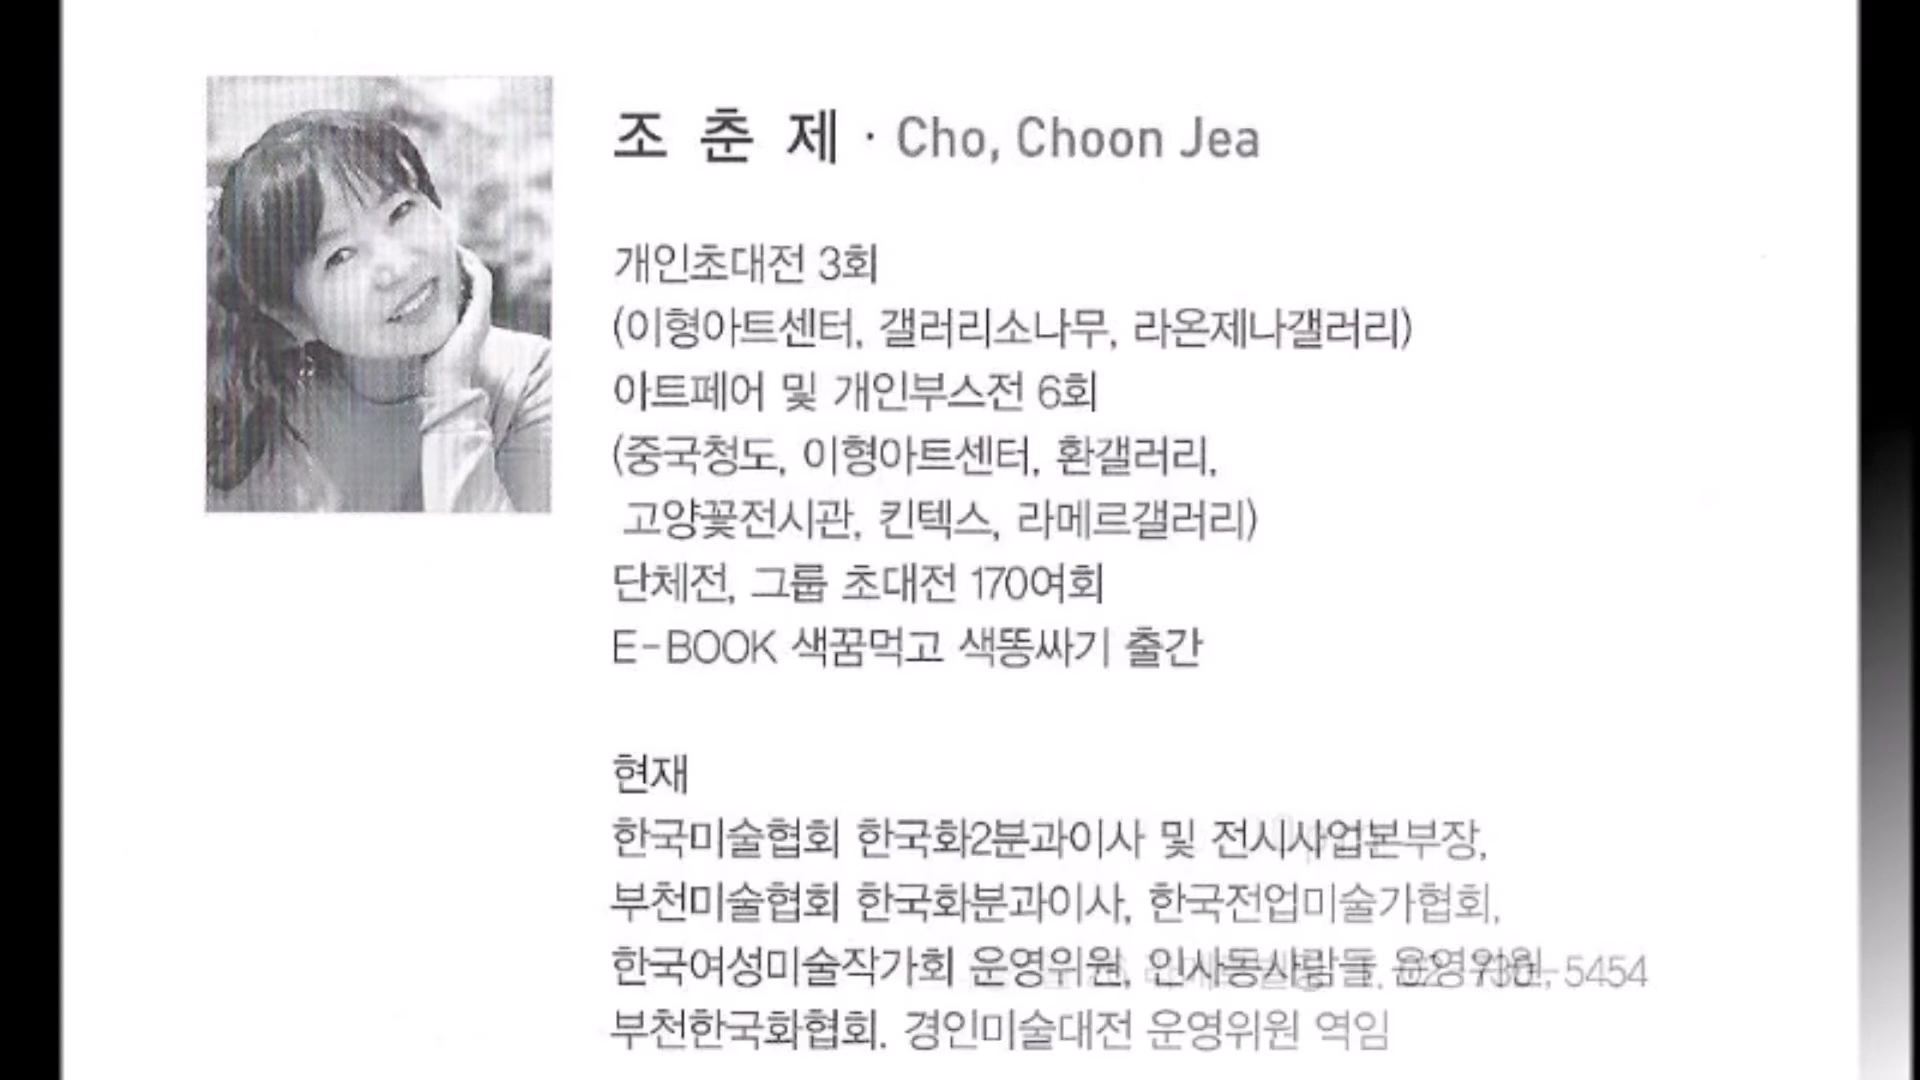 조 춘 제 · Cho, Choon Jea
개인초대전 3회
(이형아트센터, 갤러리소나무, 라온제나갤러리)
아트페어 및 개인부스전 6회
(중국청도, 이형아트센터, 환갤러리,
고양꽃전시관, 킨텍스, 라메르갤러리)
단체전, 그룹 초대전 170여회
E-BOOK 색꿈먹고 색똥싸기 출간
현재
한국미술협회 한국화2분과이사 및 전시사업본부장,
부천미술협회 한국화분과이사, 한국전업미술가협회,
한국여성미술작가회 운영위원, 인사동사람들 운영위원,
730-5454
부천한국화협회. 경인미술대전 운영위원 역임